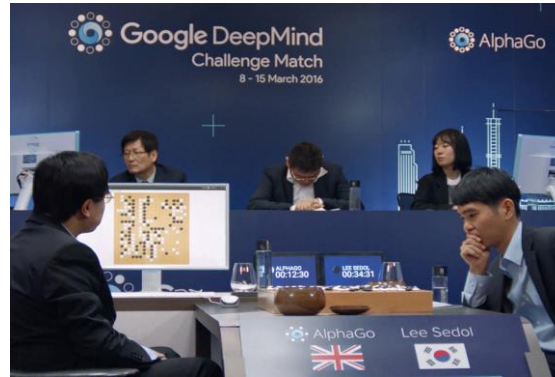 Google DeepMind
Challenge Match
8 - 15 March 2016
AlphaGo
ALPHAGO
00:12:30
LEE SEDOL
00:34:31
AlphaGo
Lee Sedol